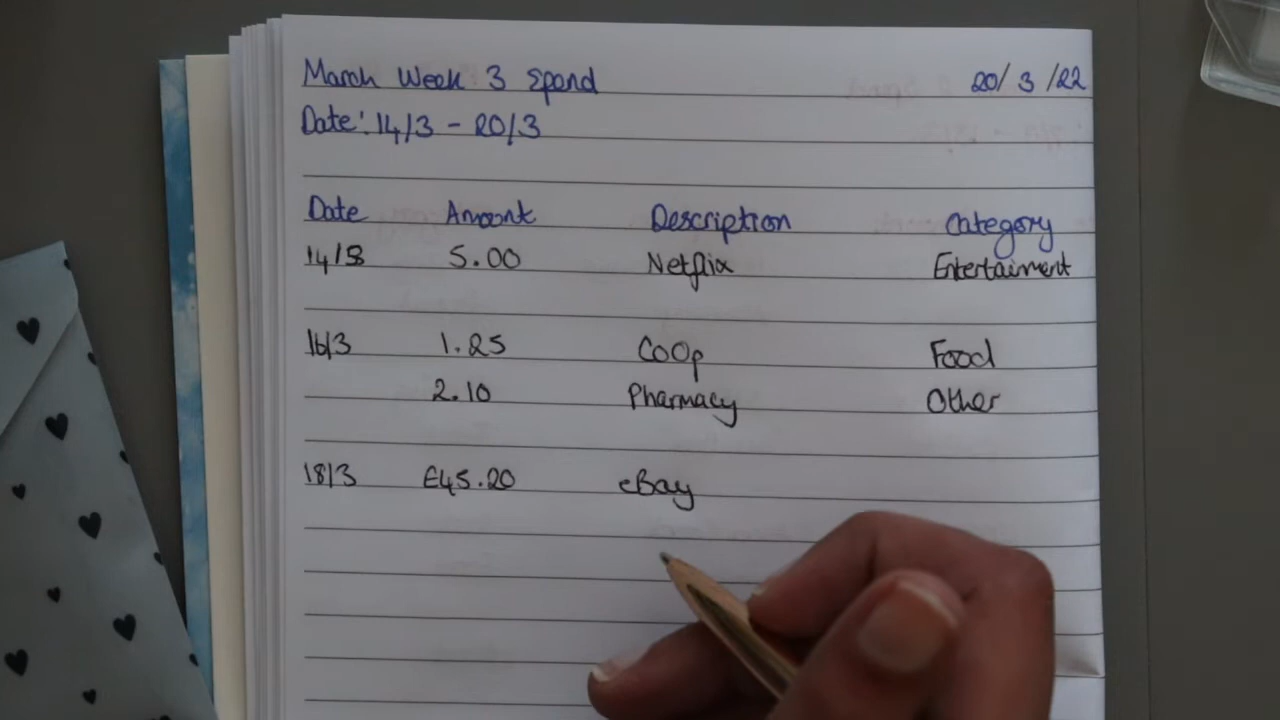 March Week 3 Spend 20/3/22
Date: 14/3 - 20/3
Date Amount Description Category
14/3 5.00 Netflix Entertainment
16/3 1.25 CoOp Food
2.10 Pharmacy Other
18/3 £45.20 eBay